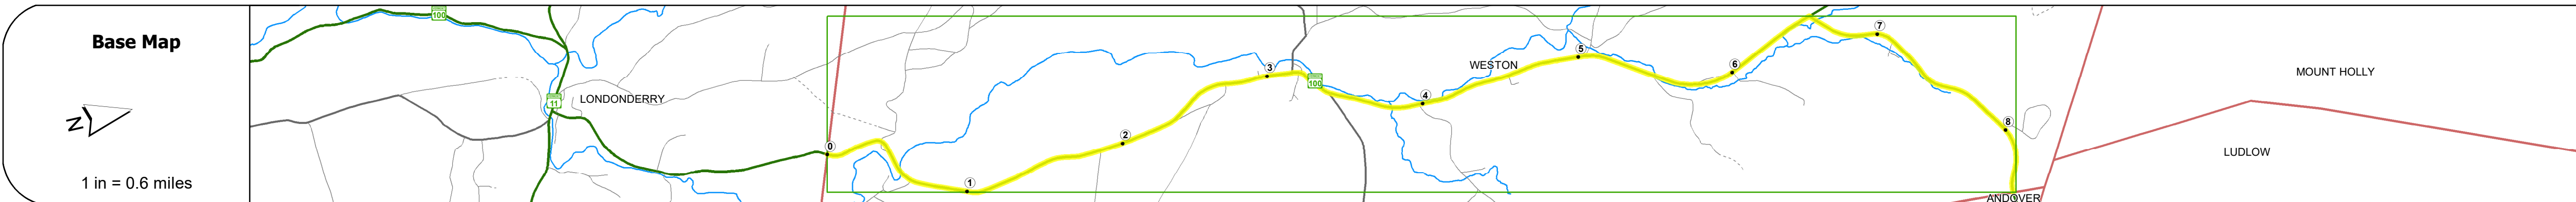 Base Map
N
1 in = 0.6 miles
100
11
LONDONDERRY
0
1
2
3
100
4
WESTON
5
6
7
8
MOUNT HOLLY
LUDLOW
ANDOVER